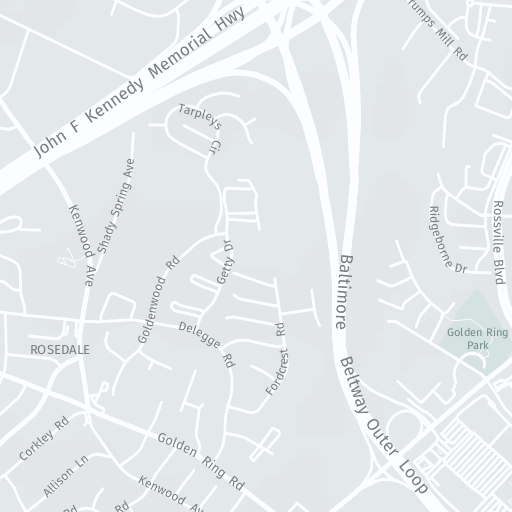 John F Kennedy Memorial Hwy
Trumps Mill Rd
Tarpleys Cir
Shady Spring Ave
Kenwood Ave
Ridgeborne Dr
Rossville Blvd
Getty Dr
Goldenwood Rd
Baltimore Beltway Outer Loop
Golden Ring
Park
ROSEDALE
Delegge Rd
Fordcrest Rd
Corkley Rd
Golden Ring Rd
Allison Ln
Kenwood Av
Rd
Rd